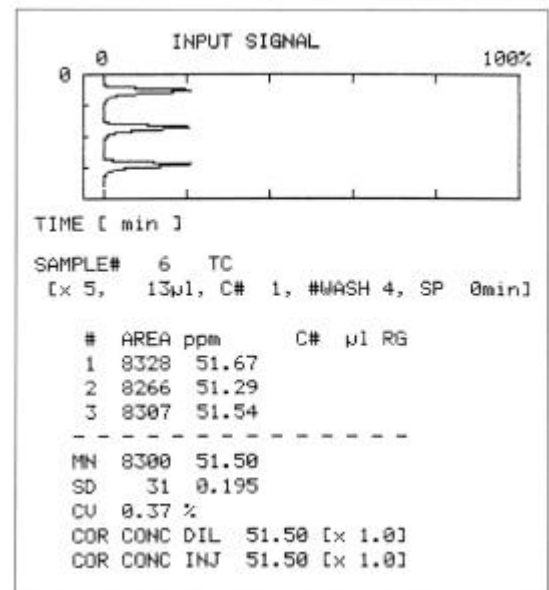 INPUT SIGNAL
0 100%
0
TIME [ min ]
SAMPLE# 6 TC
[x 5, 13µl, C# 1, #WASH 4, SP 0min]
# AREA ppm C# µl RG
1 8328 51.67
2 8266 51.29
3 8307 51.54
- - - - - - - - - - - - - - -
MN 8300 51.50
SD 31 0.195
CV 0.37 %
COR CONC DIL 51.50 [x 1.0]
COR CONC INJ 51.50 [x 1.0]